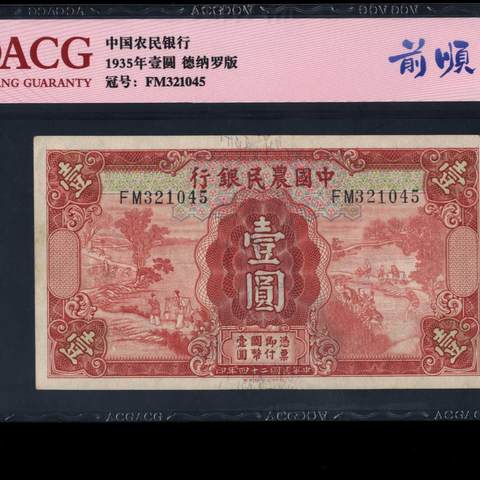 ACG
NG GUARANTY
中国农民银行
1935年壹圆 德纳罗版
冠号：FM321045
前順
行銀民農國中
FM321045 FM321045
壹 壹
壹圓
憑票即付國幣壹圓
壹 壹
印年四十二國民華中
ACGACG